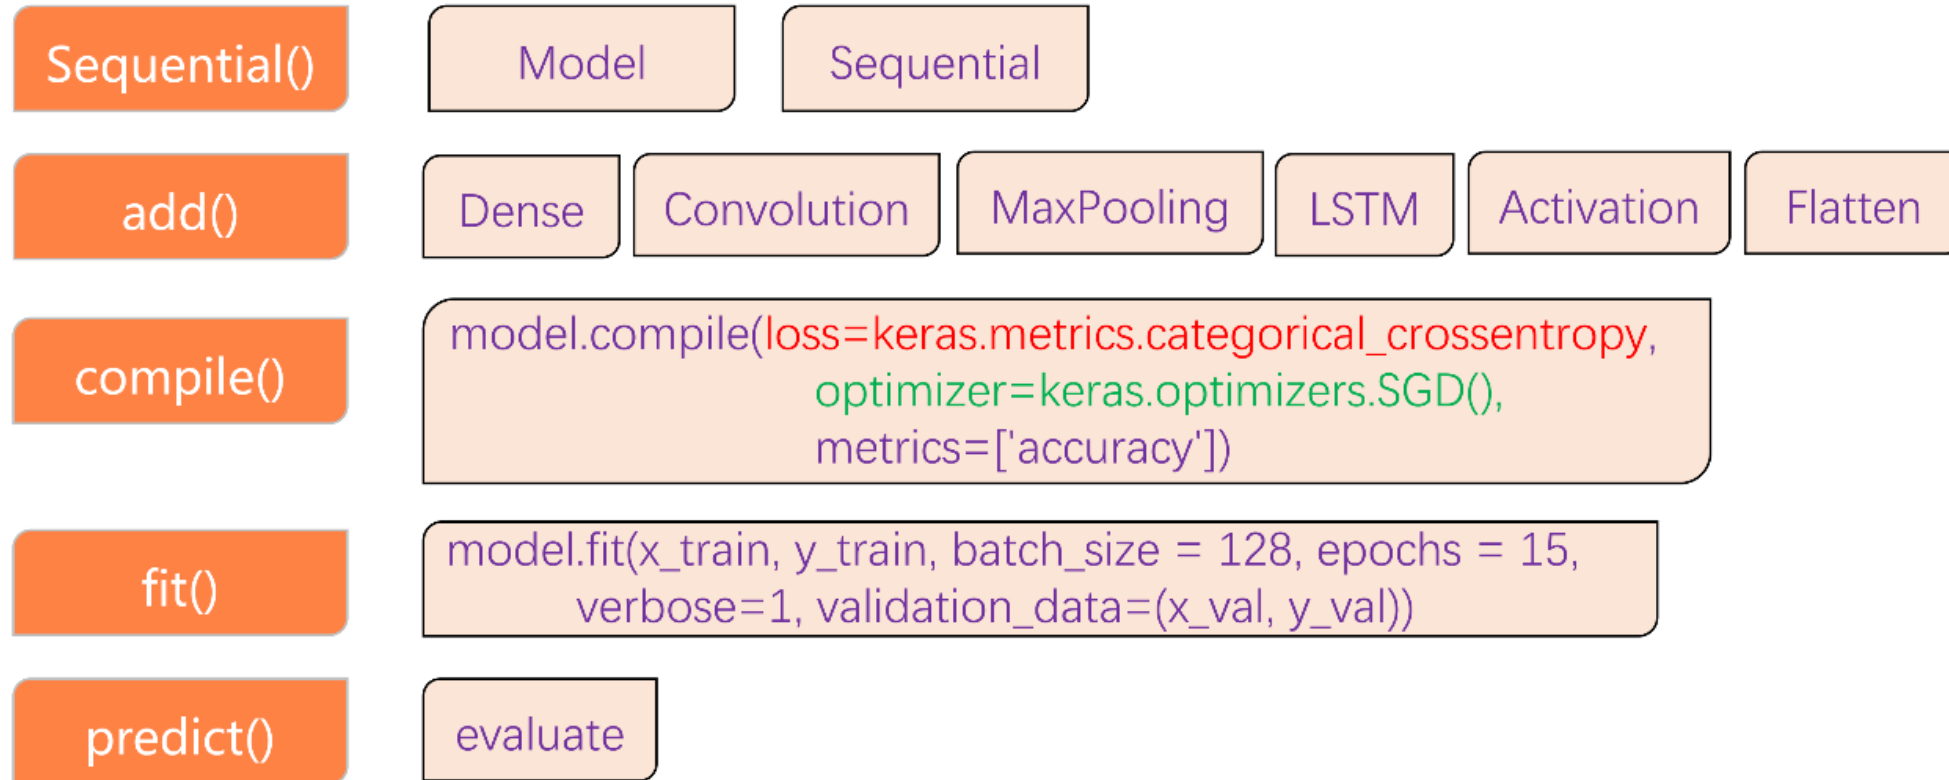 Sequential()
Model
Sequential
add()
Dense
Convolution
MaxPooling
LSTM
Activation
Flatten
compile()
model.compile(loss=keras.metrics.categorical_crossentropy,
optimizer=keras.optimizers.SGD(),
metrics=['accuracy'])
fit()
model.fit(x_train, y_train, batch_size = 128, epochs = 15,
verbose=1, validation_data=(x_val, y_val))
predict()
evaluate